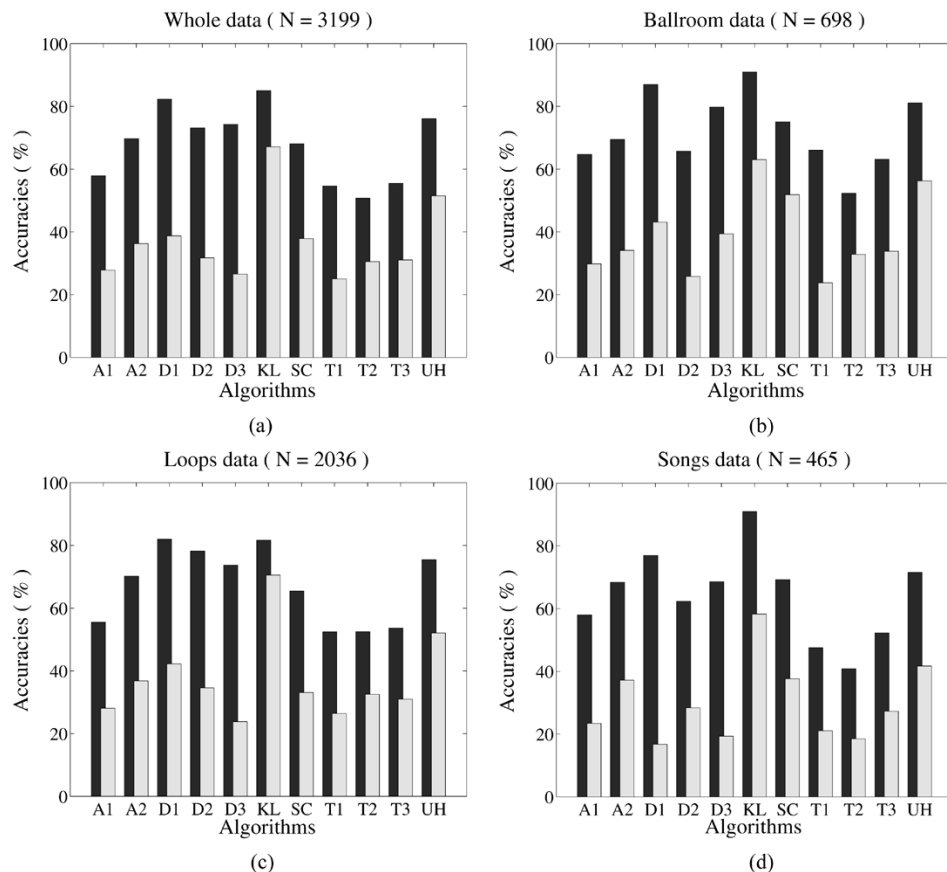 Whole data ( N = 3199 )
100
80
60
40
20
0
Accuracies ( % )
A1 A2 D1 D2 D3 KL SC T1 T2 T3 UH
Algorithms
(a)
Ballroom data ( N = 698 )
100
80
60
40
20
0
Accuracies ( % )
A1 A2 D1 D2 D3 KL SC T1 T2 T3 UH
Algorithms
(b)
Loops data ( N = 2036 )
100
80
60
40
20
0
Accuracies ( % )
A1 A2 D1 D2 D3 KL SC T1 T2 T3 UH
Algorithms
(c)
Songs data ( N = 465 )
100
80
60
40
20
0
Accuracies ( % )
A1 A2 D1 D2 D3 KL SC T1 T2 T3 UH
Algorithms
(d)